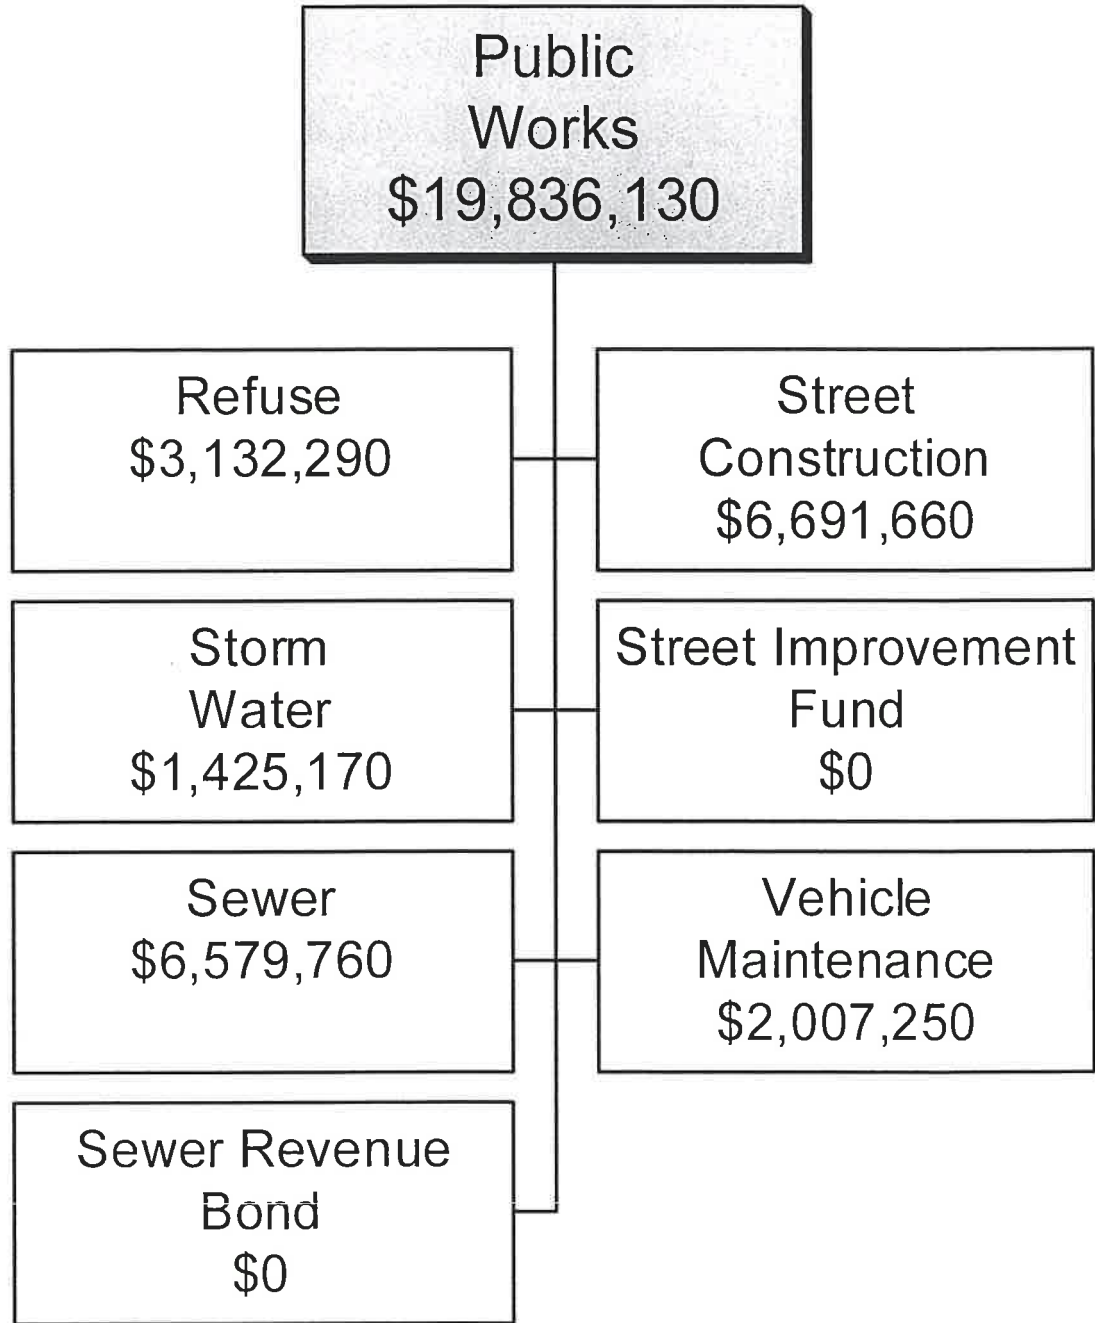 Public
Works
$19,836,130
Refuse
$3,132,290
Street
Construction
$6,691,660
Storm
Water
$1,425,170
Street Improvement
Fund
$0
Sewer
$6,579,760
Vehicle
Maintenance
$2,007,250
Sewer Revenue
Bond
$0